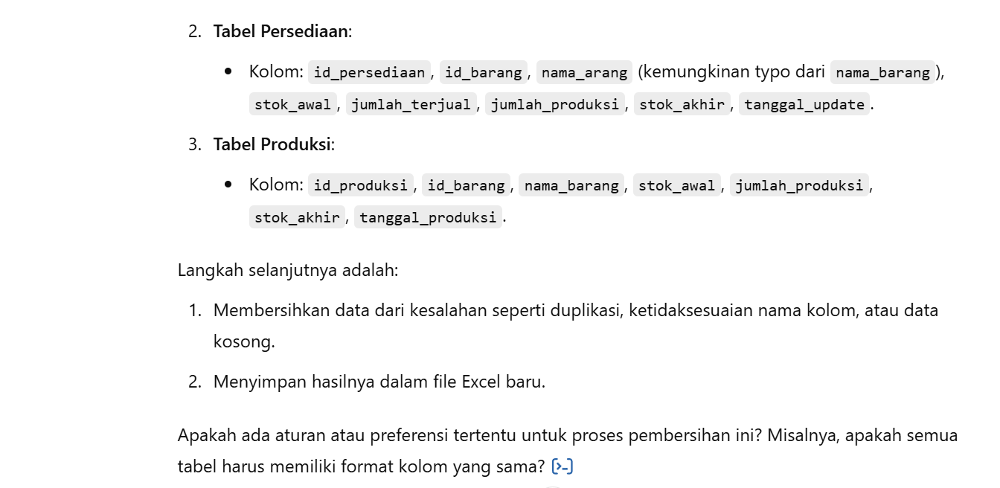 2. Tabel Persediaan:
• Kolom: id_persediaan, id_barang, nama_arang (kemungkinan typo dari nama_barang),
stok_awal, jumlah_terjual, jumlah_produksi, stok_akhir, tanggal_update.
3. Tabel Produksi:
• Kolom: id_produksi, id_barang, nama_barang, stok_awal, jumlah_produksi,
stok_akhir, tanggal_produksi.
Langkah selanjutnya adalah:
1. Membersihkan data dari kesalahan seperti duplikasi, ketidaksesuaian nama kolom, atau data
kosong.
2. Menyimpan hasilnya dalam file Excel baru.
Apakah ada aturan atau preferensi tertentu untuk proses pembersihan ini? Misalnya, apakah semua
tabel harus memiliki format kolom yang sama? [>-]